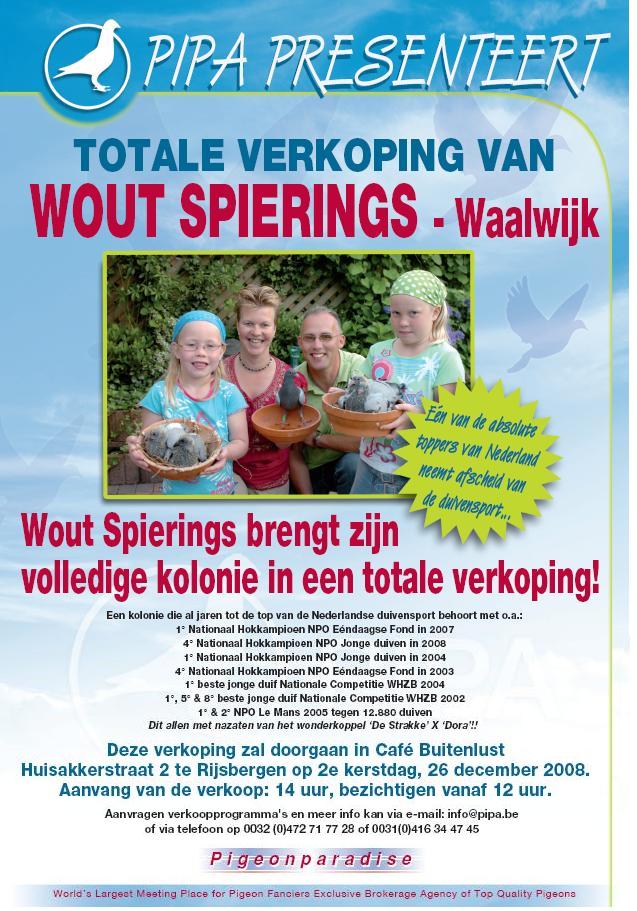 PIPA PRESENTEERT
TOTALE VERKOPING VAN
WOUT SPIERINGS - Waalwijk
Eén van de absolute
toppers van Nederland
neemt afscheid van
de duivensport...
Wout Spierings brengt zijn
volledige kolonie in een totale verkoping!
Een kolonie die al jaren tot de top van de Nederlandse duivensport behoort met o.a.:
1° Nationaal Hokkampioen NPO Eéndaagse Fond in 2007
4° Nationaal Hokkampioen NPO Jonge duiven in 2008
1° Nationaal Hokkampioen NPO Jonge duiven in 2004
4° Nationaal Hokkampioen NPO Eéndaagse Fond in 2003
1° beste jonge duif Nationale Competitie WHZB 2004
1°, 5° & 8° beste jonge duif Nationale Competitie WHZB 2002
1° & 2° NPO Le Mans 2005 tegen 12.880 duiven
Dit allen met nazaten van het wonderkoppel ‘De Strakke’ X ‘Dora’!!
Deze verkoping zal doorgaan in Café Buitenlust
Huisakkerstraat 2 te Rijsbergen op 2e kerstdag, 26 december 2008.
Aanvang van de verkoop: 14 uur, bezichtigen vanaf 12 uur.
Aanvragen verkoopprogramma's en meer info kan via e-mail: info@pipa.be
of via telefoon op 0032 (0)472 71 77 28 of 0031(0)416 34 47 45
Pigeonparadise
World's Largest Meeting Place for Pigeon Fanciers Exclusive Brokerage Agency of Top Quality Pigeons